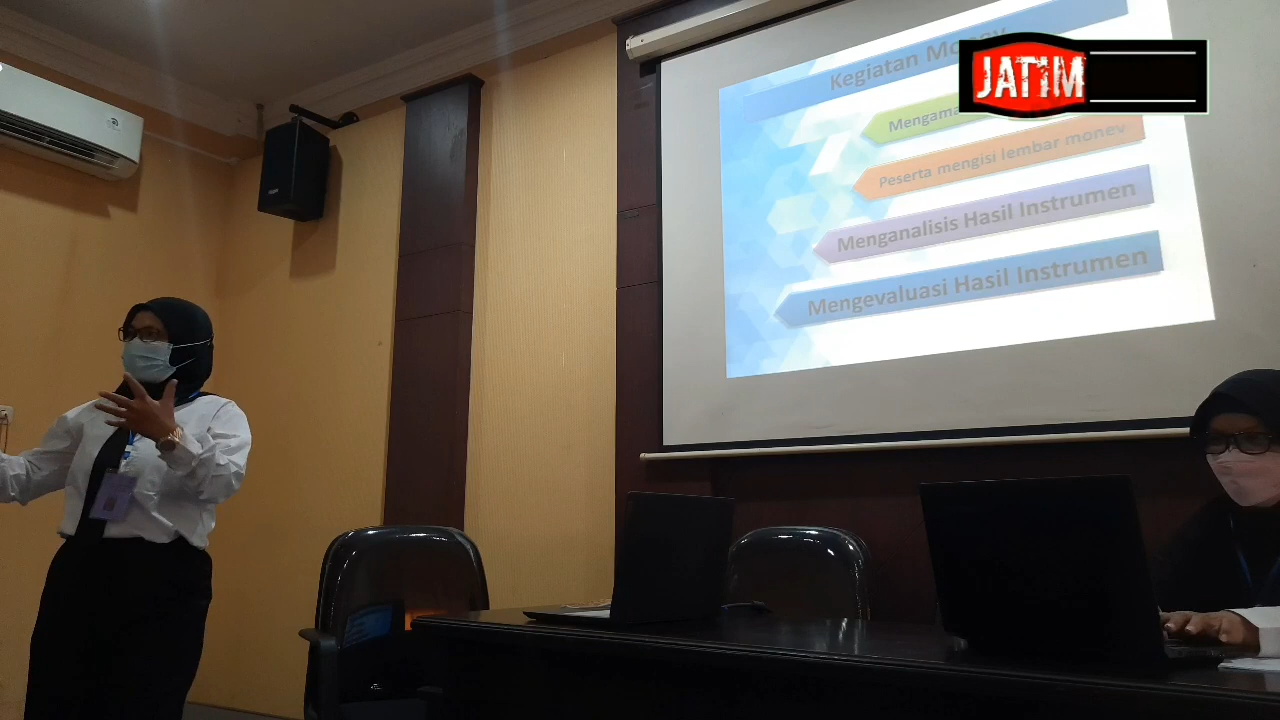 Kegiatan Monev
JATIM
Peserta mengisi lembar monev
Menganalisis Hasil Instrumen
Mengevaluasi Hasil Instrumen